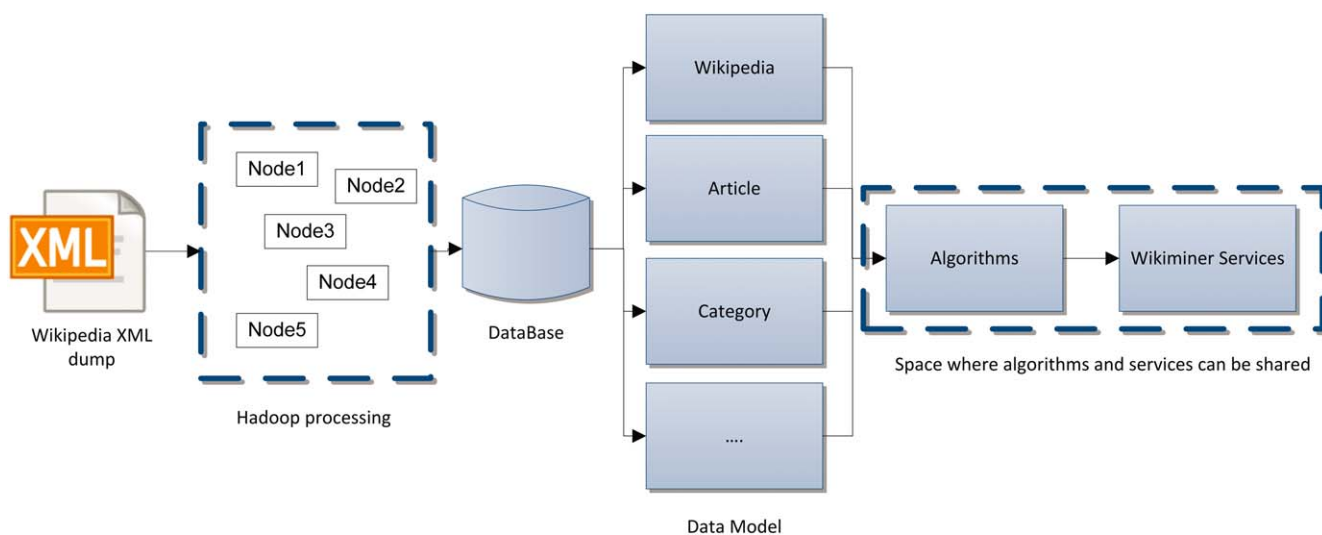 XML
Wikipedia XML
dump
Node1
Node2
Node3
Node4
Node5
Hadoop processing
DataBase
Wikipedia
Article
Category
....
Data Model
Algorithms
Wikiminer Services
Space where algorithms and services can be shared